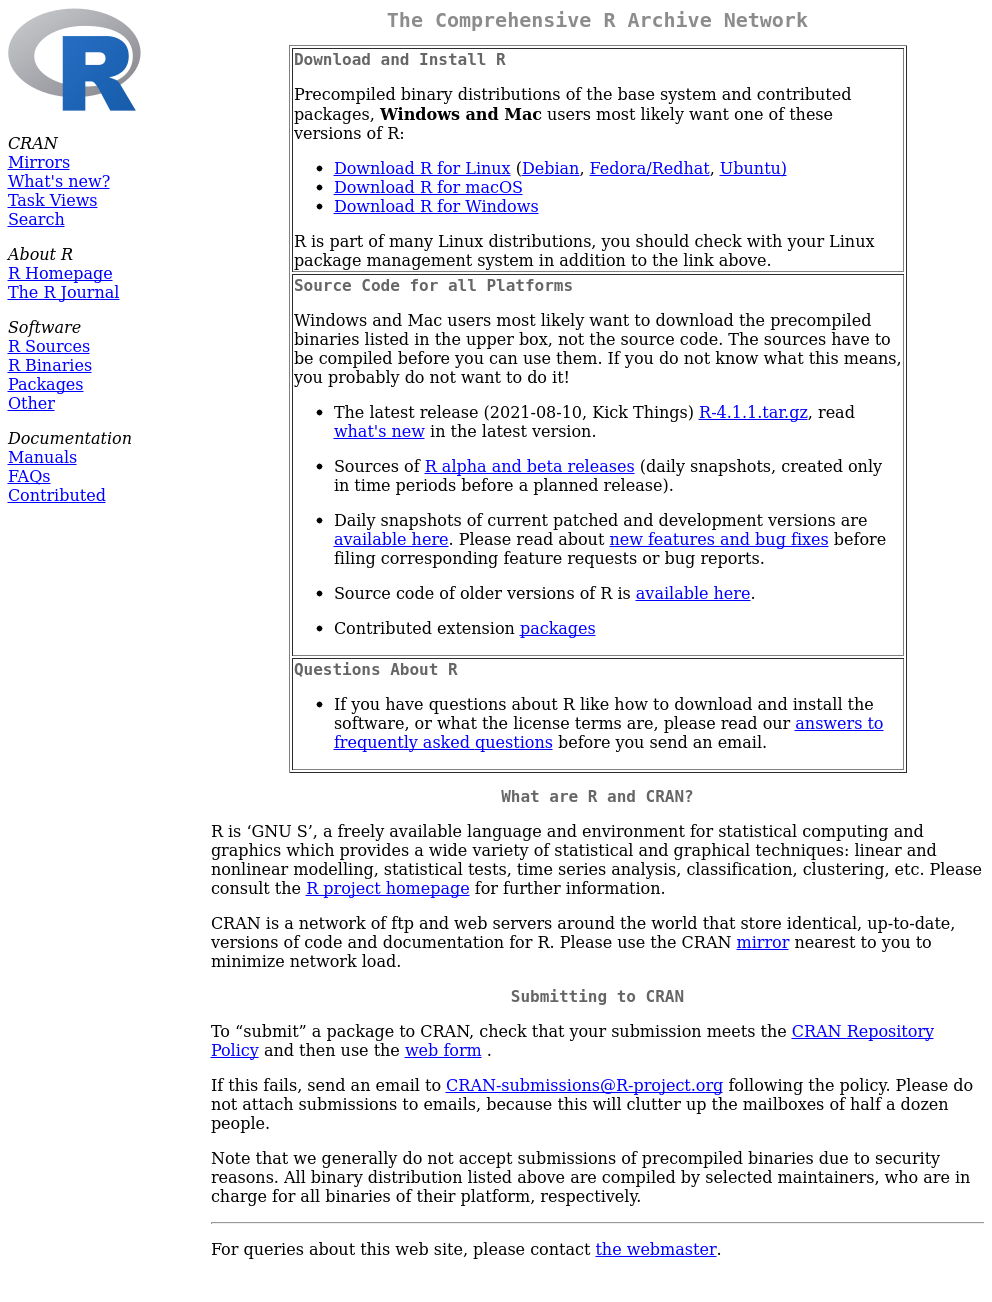 R
CRAN
Mirrors
What's new?
Task Views
Search
About R
R Homepage
The R Journal
Software
R Sources
R Binaries
Packages
Other
Documentation
Manuals
FAQs
Contributed
The Comprehensive R Archive Network
Download and Install R
Precompiled binary distributions of the base system and contributed
packages, Windows and Mac users most likely want one of these
versions of R:
• Download R for Linux (Debian, Fedora/Redhat, Ubuntu)
• Download R for macOS
• Download R for Windows
R is part of many Linux distributions, you should check with your Linux
package management system in addition to the link above.
Source Code for all Platforms
Windows and Mac users most likely want to download the precompiled
binaries listed in the upper box, not the source code. The sources have to
be compiled before you can use them. If you do not know what this means,
you probably do not want to do it!
• The latest release (2021-08-10, Kick Things) R-4.1.1.tar.gz, read
what's new in the latest version.
• Sources of R alpha and beta releases (daily snapshots, created only
in time periods before a planned release).
• Daily snapshots of current patched and development versions are
available here. Please read about new features and bug fixes before
filing corresponding feature requests or bug reports.
• Source code of older versions of R is available here.
• Contributed extension packages
Questions About R
• If you have questions about R like how to download and install the
software, or what the license terms are, please read our answers to
frequently asked questions before you send an email.
What are R and CRAN?
R is ‘GNU S’, a freely available language and environment for statistical computing and
graphics which provides a wide variety of statistical and graphical techniques: linear and
nonlinear modelling, statistical tests, time series analysis, classification, clustering, etc. Please
consult the R project homepage for further information.
CRAN is a network of ftp and web servers around the world that store identical, up-to-date,
versions of code and documentation for R. Please use the CRAN mirror nearest to you to
minimize network load.
Submitting to CRAN
To “submit” a package to CRAN, check that your submission meets the CRAN Repository
Policy and then use the web form .
If this fails, send an email to CRAN-submissions@R-project.org following the policy. Please do
not attach submissions to emails, because this will clutter up the mailboxes of half a dozen
people.
Note that we generally do not accept submissions of precompiled binaries due to security
reasons. All binary distribution listed above are compiled by selected maintainers, who are in
charge for all binaries of their platform, respectively.
For queries about this web site, please contact the webmaster.